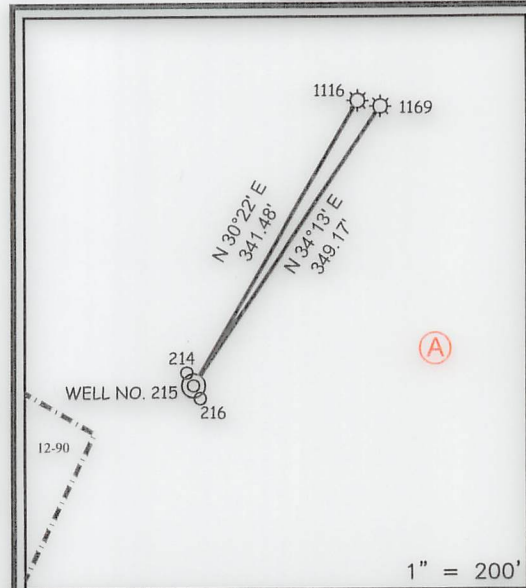 1116
1169
N 30°22' E
341.48'
N 34°13' E
349.17'
A
214
WELL NO. 215
216
12-90
1" = 200'